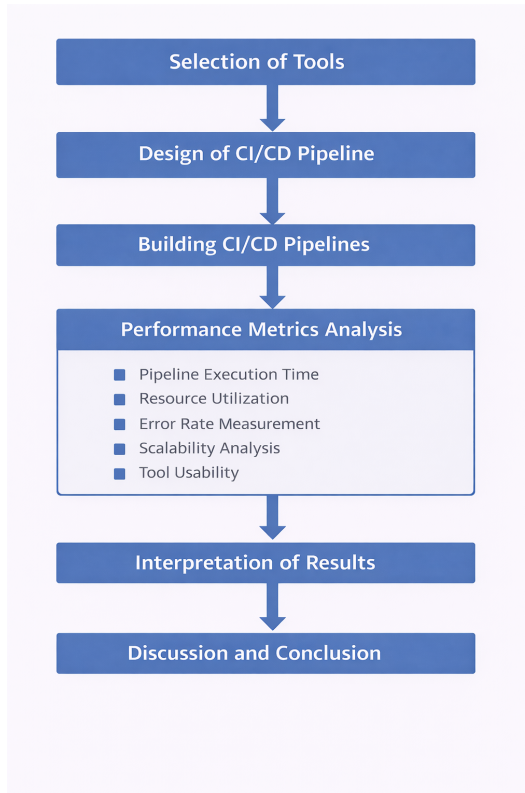 Selection of Tools
Design of CI/CD Pipeline
Building CI/CD Pipelines
Performance Metrics Analysis
Pipeline Execution Time
Resource Utilization
Error Rate Measurement
Scalability Analysis
Tool Usability
Interpretation of Results
Discussion and Conclusion